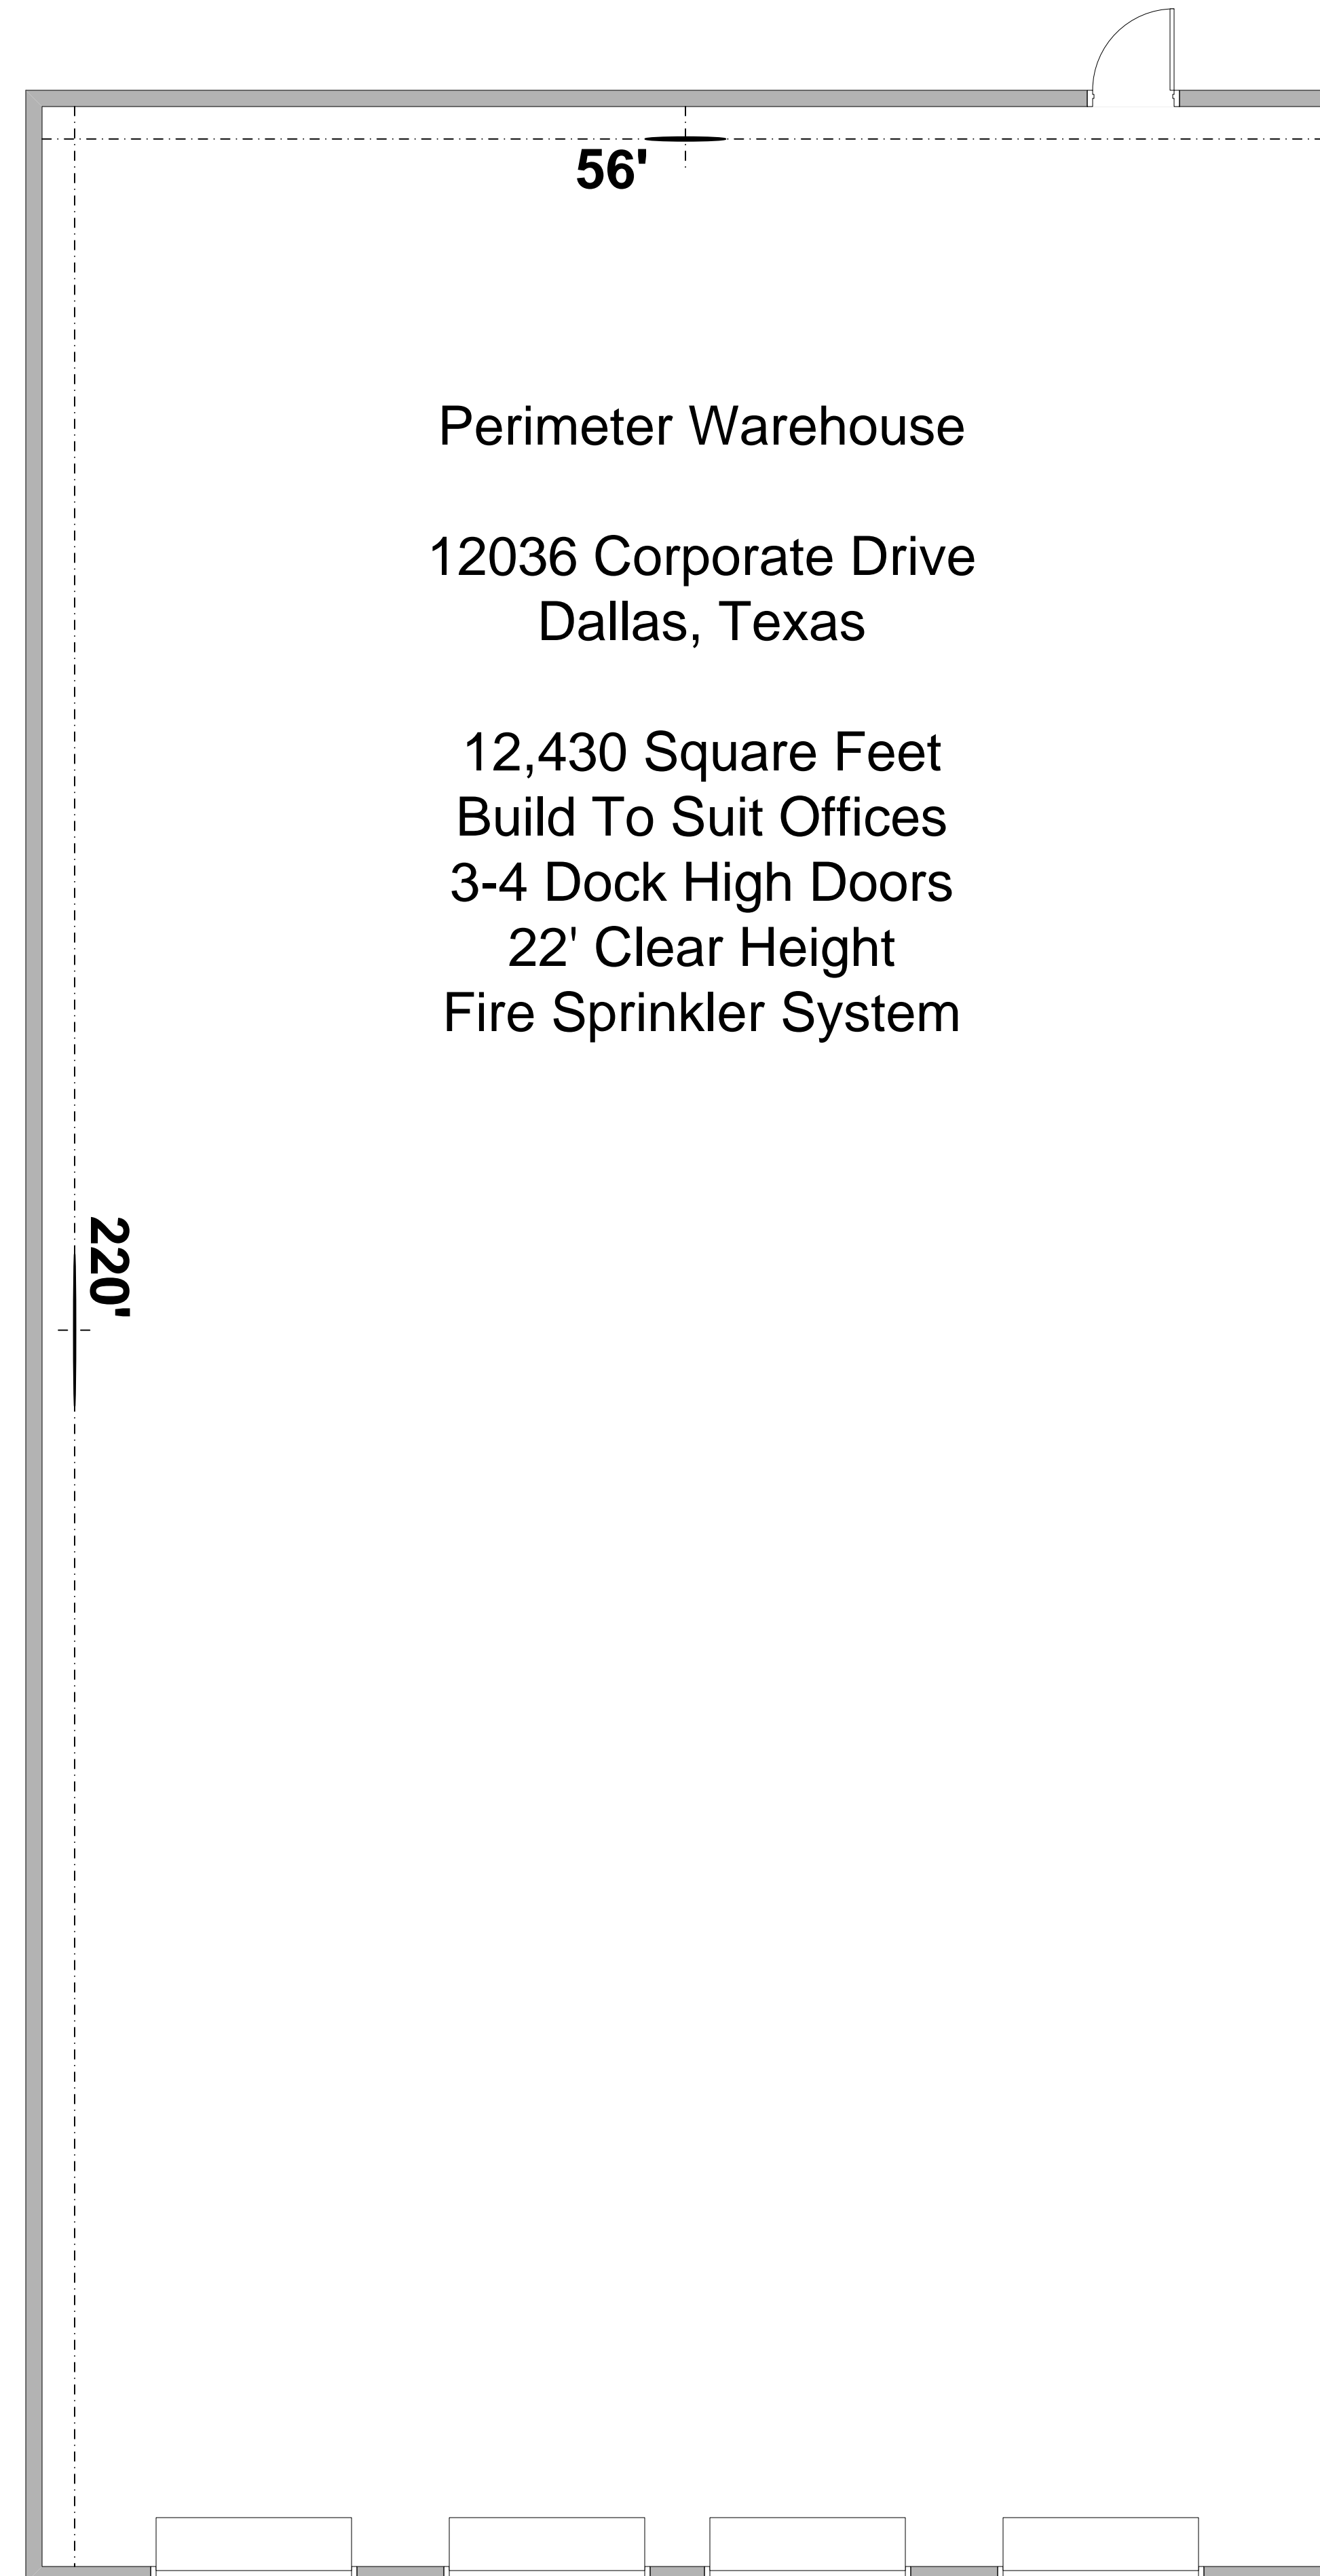 56'
Perimeter Warehouse
12036 Corporate Drive
Dallas, Texas
12,430 Square Feet
Build To Suit Offices
3-4 Dock High Doors
22' Clear Height
Fire Sprinkler System
220'